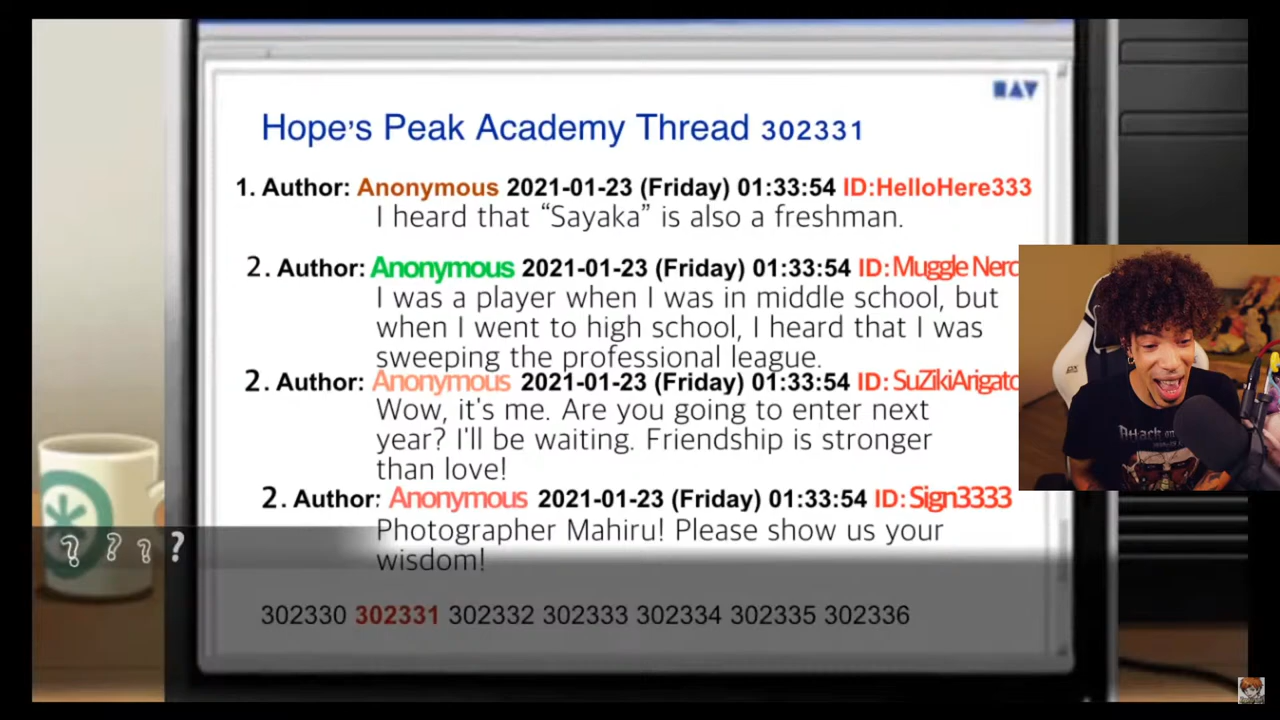 Hope's Peak Academy Thread 302331
1. Author: Anonymous 2021-01-23 (Friday) 01:33:54 ID:HelloHere333
I heard that “Sayaka” is also a freshman.
2. Author: Anonymous 2021-01-23 (Friday) 01:33:54 ID: Muggle Nerd
I was a player when I was in middle school, but
when I went to high school, I heard that I was
sweeping the professional league.
2. Author: Anonymous 2021-01-23 (Friday) 01:33:54 ID: SuZikiArigato
Wow, it's me. Are you going to enter next
year? I'll be waiting. Friendship is stronger
than love!
2. Author: Anonymous 2021-01-23 (Friday) 01:33:54 ID: Sign3333
Photographer Mahiru! Please show us your
wisdom!
? ? ? ?
302330 302331 302332 302333 302334 302335 302336